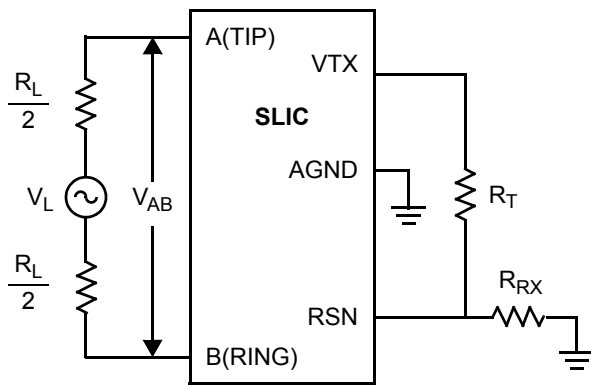 A(TIP)
VTX
R_L
2
SLIC
AGND
V_L
V_AB
R_T
R_L
2
R_RX
RSN
B(RING)